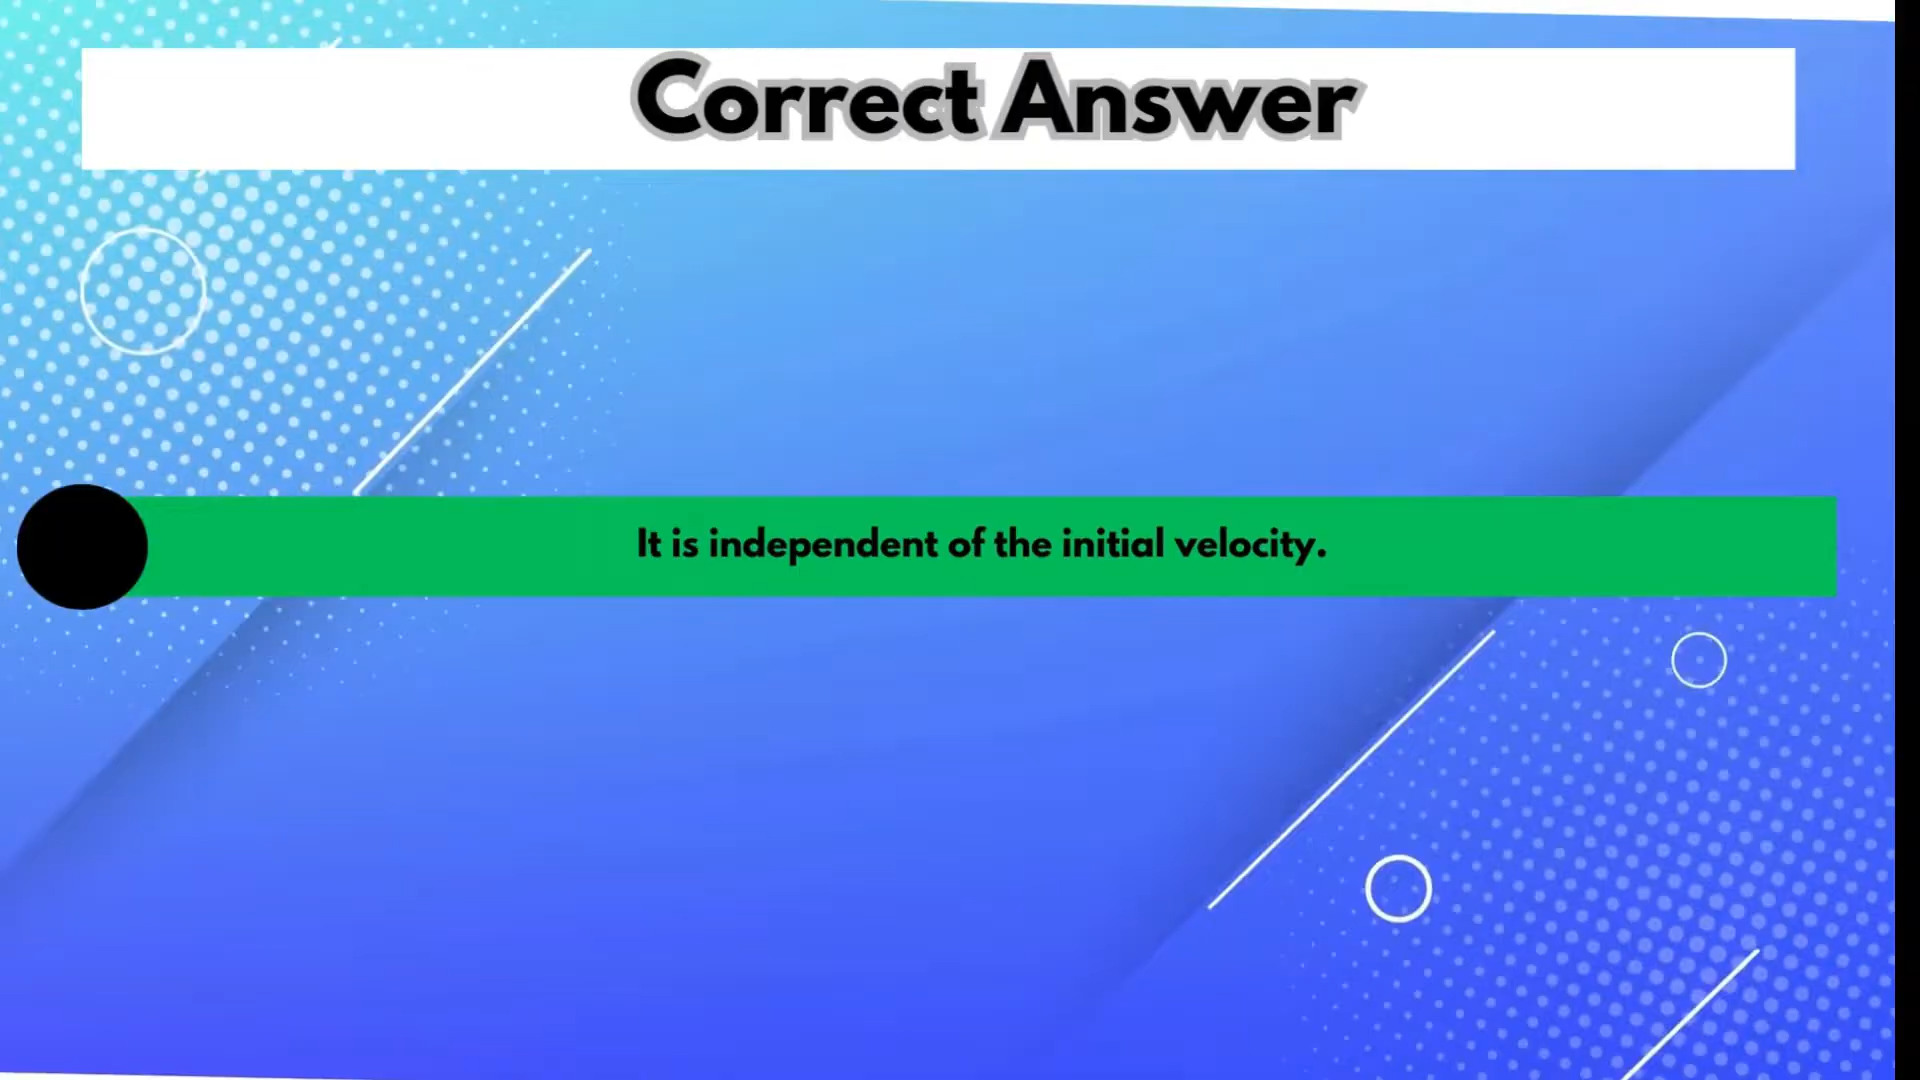 Correct Answer
It is independent of the initial velocity.